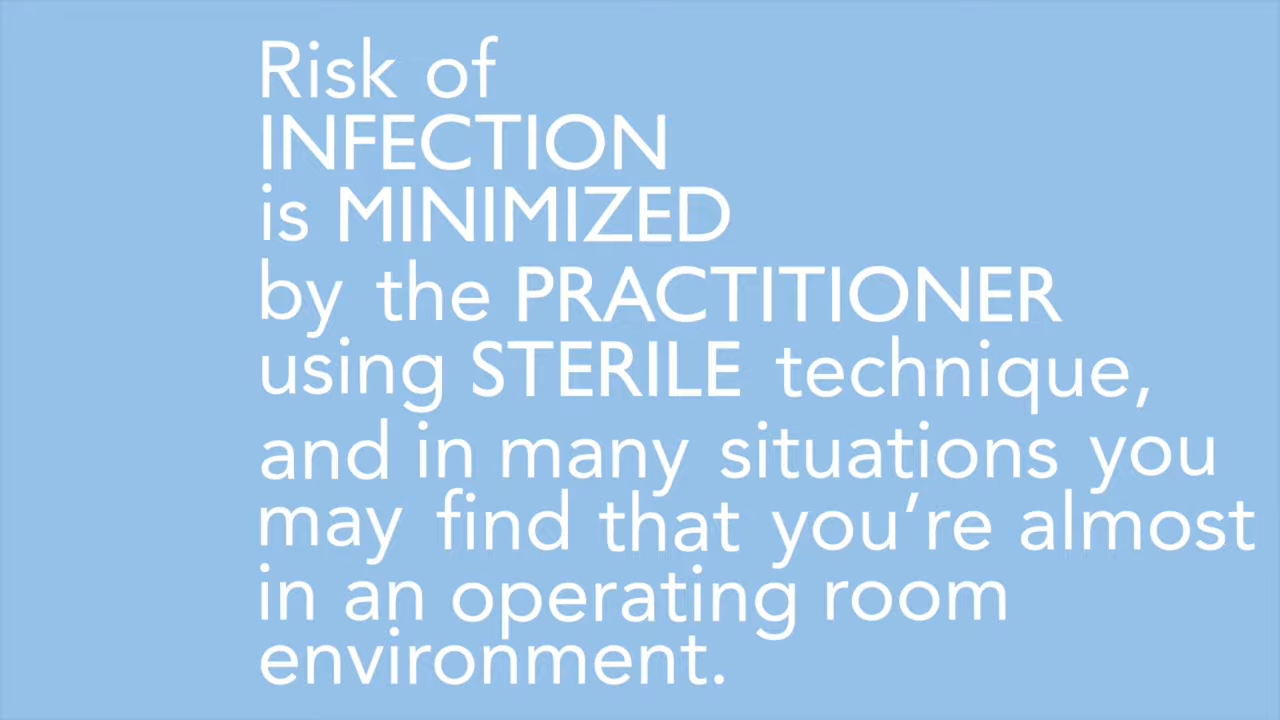 Risk of
INFECTION
is MINIMIZED
by the PRACTITIONER
using STERILE technique,
and in many situations you
may find that you’re almost
in an operating room
environment.